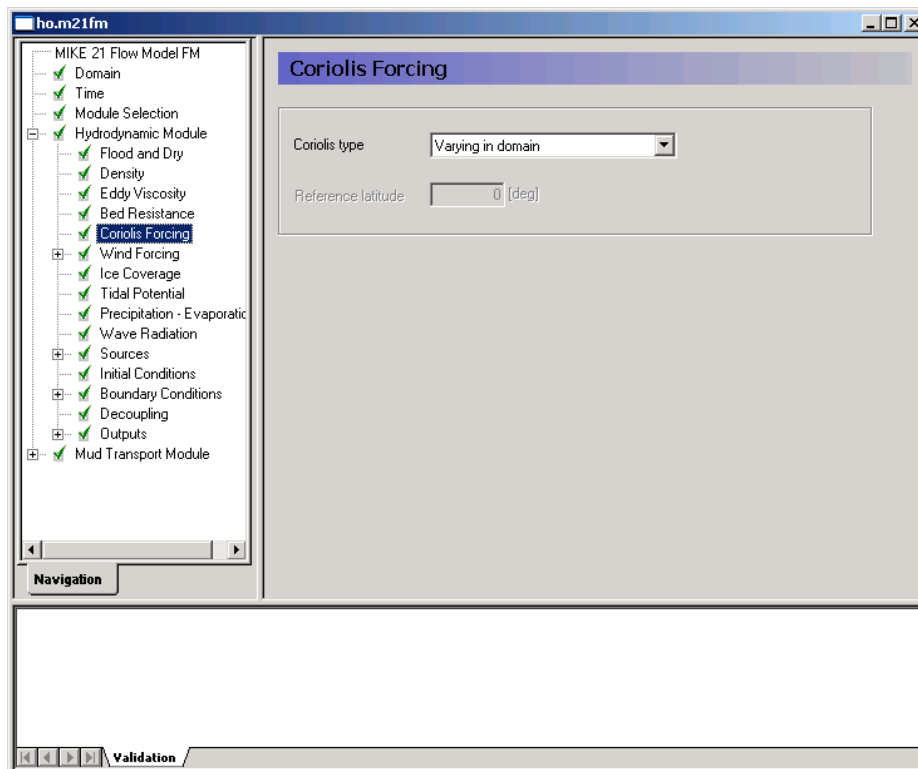 ho.m21fm
MIKE 21 Flow Model FM
Domain
Time
Module Selection
Hydrodynamic Module
Flood and Dry
Density
Eddy Viscosity
Bed Resistance
Coriolis Forcing
Wind Forcing
Ice Coverage
Tidal Potential
Precipitation - Evaporatic
Wave Radiation
Sources
Initial Conditions
Boundary Conditions
Decoupling
Outputs
Mud Transport Module
Navigation
Coriolis Forcing
Coriolis type Varying in domain
Reference latitude 0 [deg]
Validation